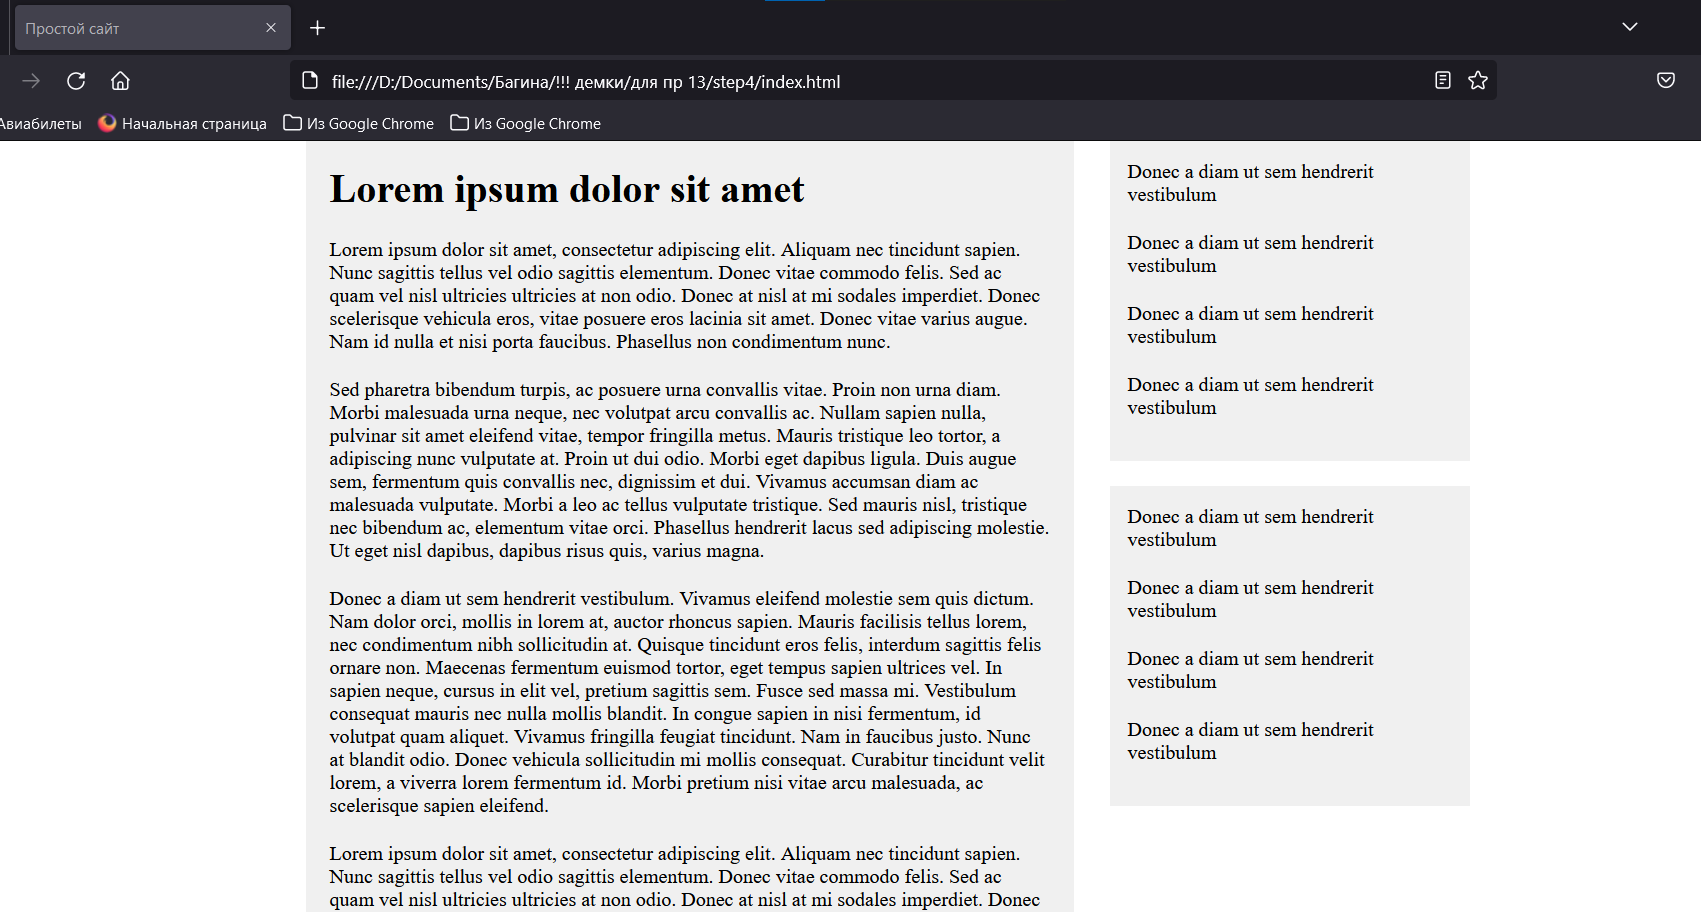 Простой сайт
file:///D:/Documents/Багина/!!! демки/для пр 13/step4/index.html
Авиабилеты Начальная страница Из Google Chrome Из Google Chrome
Lorem ipsum dolor sit amet
Lorem ipsum dolor sit amet, consectetur adipiscing elit. Aliquam nec tincidunt sapien.
Nunc sagittis tellus vel odio sagittis elementum. Donec vitae commodo felis. Sed ac
quam vel nisl ultricies ultricies at non odio. Donec at nisl at mi sodales imperdiet. Donec
scelerisque vehicula eros, vitae posuere eros lacinia sit amet. Donec vitae varius augue.
Nam id nulla et nisi porta faucibus. Phasellus non condimentum nunc.
Sed pharetra bibendum turpis, ac posuere urna convallis vitae. Proin non urna diam.
Morbi malesuada urna neque, nec volutpat arcu convallis ac. Nullam sapien nulla,
pulvinar sit amet eleifend vitae, tempor fringilla metus. Mauris tristique leo tortor, a
adipiscing nunc vulputate at. Proin ut dui odio. Morbi eget dapibus ligula. Duis augue
sem, fermentum quis convallis nec, dignissim et dui. Vivamus accumsan diam ac
malesuada vulputate. Morbi a leo ac tellus vulputate tristique. Sed mauris nisl, tristique
nec bibendum ac, elementum vitae orci. Phasellus hendrerit lacus sed adipiscing molestie.
Ut eget nisl dapibus, dapibus risus quis, varius magna.
Donec a diam ut sem hendrerit vestibulum. Vivamus eleifend molestie sem quis dictum.
Nam dolor orci, mollis in lorem at, auctor rhoncus sapien. Mauris facilisis tellus lorem,
nec condimentum nibh sollicitudin at. Quisque tincidunt eros felis, interdum sagittis felis
ornare non. Maecenas fermentum euismod tortor, eget tempus sapien ultrices vel. In
sapien neque, cursus in elit vel, pretium sagittis sem. Fusce sed massa mi. Vestibulum
consequat mauris nec nulla mollis blandit. In congue sapien in nisi fermentum, id
volutpat quam aliquet. Vivamus fringilla feugiat tincidunt. Nam in faucibus justo. Nunc
at blandit odio. Donec vehicula sollicitudin mi mollis consequat. Curabitur tincidunt velit
lorem, a viverra lorem fermentum id. Morbi pretium nisi vitae arcu malesuada, ac
scelerisque sapien eleifend.
Lorem ipsum dolor sit amet, consectetur adipiscing elit. Aliquam nec tincidunt sapien.
Nunc sagittis tellus vel odio sagittis elementum. Donec vitae commodo felis. Sed ac
quam vel nisl ultricies ultricies at non odio. Donec at nisl at mi sodales imperdiet. Donec
Donec a diam ut sem hendrerit
vestibulum
Donec a diam ut sem hendrerit
vestibulum
Donec a diam ut sem hendrerit
vestibulum
Donec a diam ut sem hendrerit
vestibulum
Donec a diam ut sem hendrerit
vestibulum
Donec a diam ut sem hendrerit
vestibulum
Donec a diam ut sem hendrerit
vestibulum
Donec a diam ut sem hendrerit
vestibulum